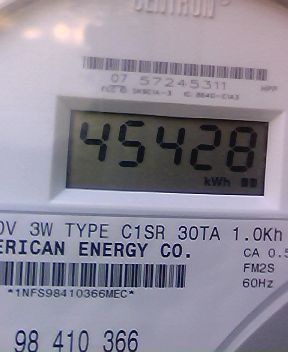 CENTRON®
07 57245311
HPP
45428
kWh
0V 3W TYPE C1SR 30TA 1.0Kh
ERICAN ENERGY CO.
CA 0.5
FM2S
60Hz
*1NFS98410366MEC*
98 410 366